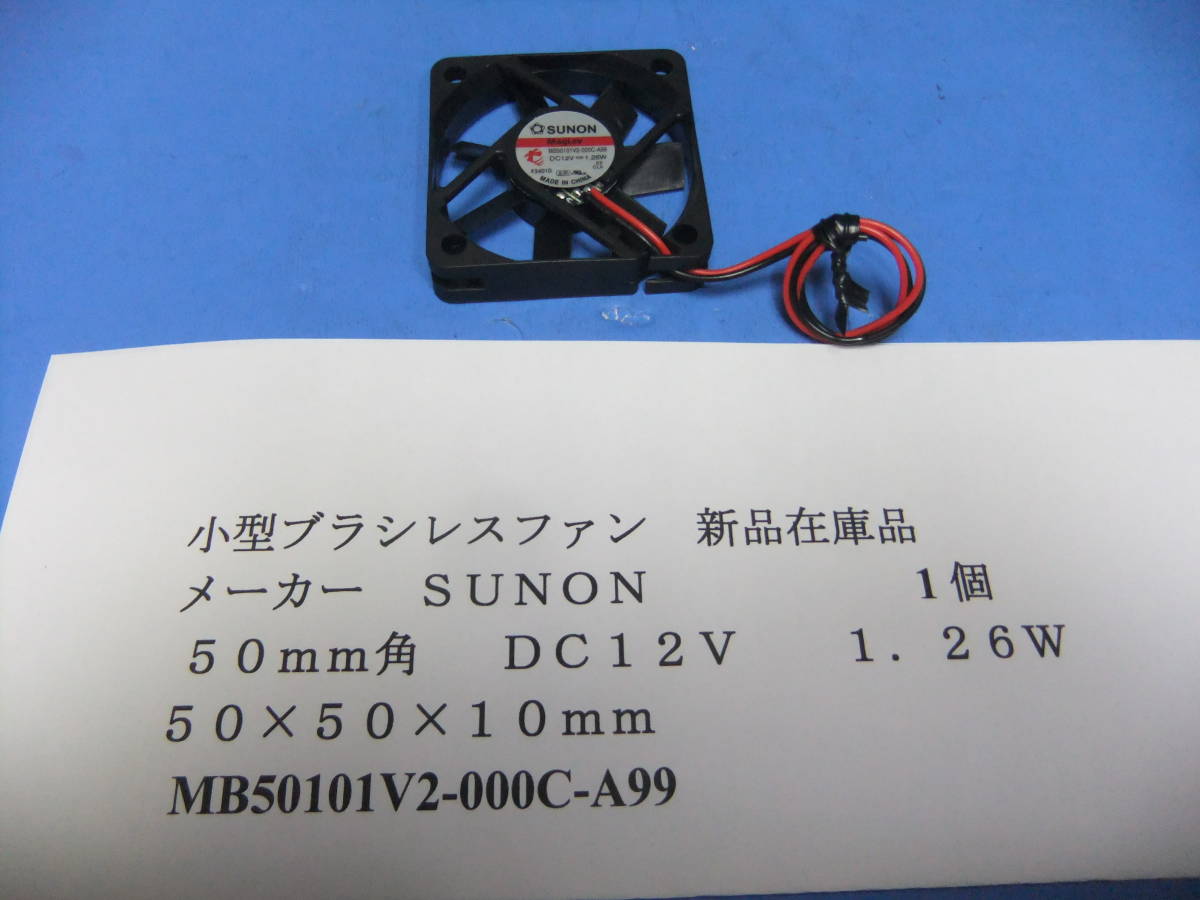 SUNON
MagLev
MB50101V2-000C-A99
DC12V 1.26W
MADE IN CHINA
小型ブラシレスファン　新品在庫品
メーカー　ＳＵＮＯＮ　１個
５０ｍｍ角　ＤＣ１２Ｖ　１．２６Ｗ
５０×５０×１０ｍｍ
MB50101V2-000C-A99